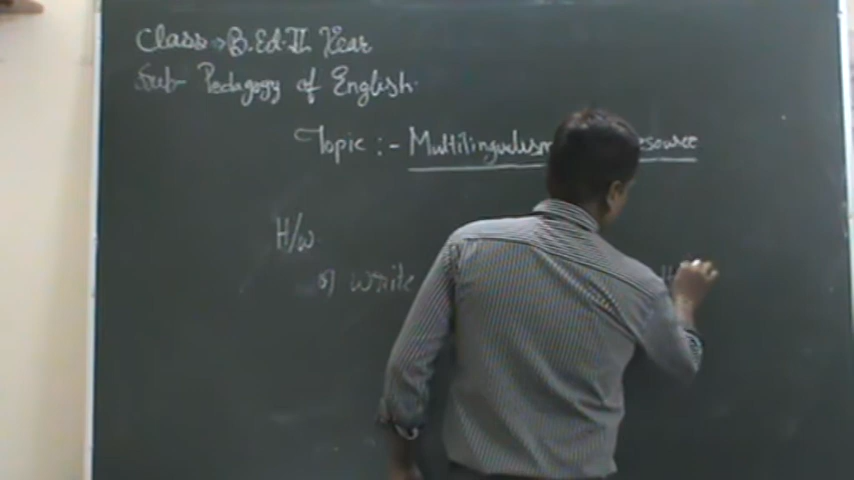 Class → B.Ed. II Year
Sub- Pedagogy of English.
Topic :- Multilingualism
H/w.
Q) write